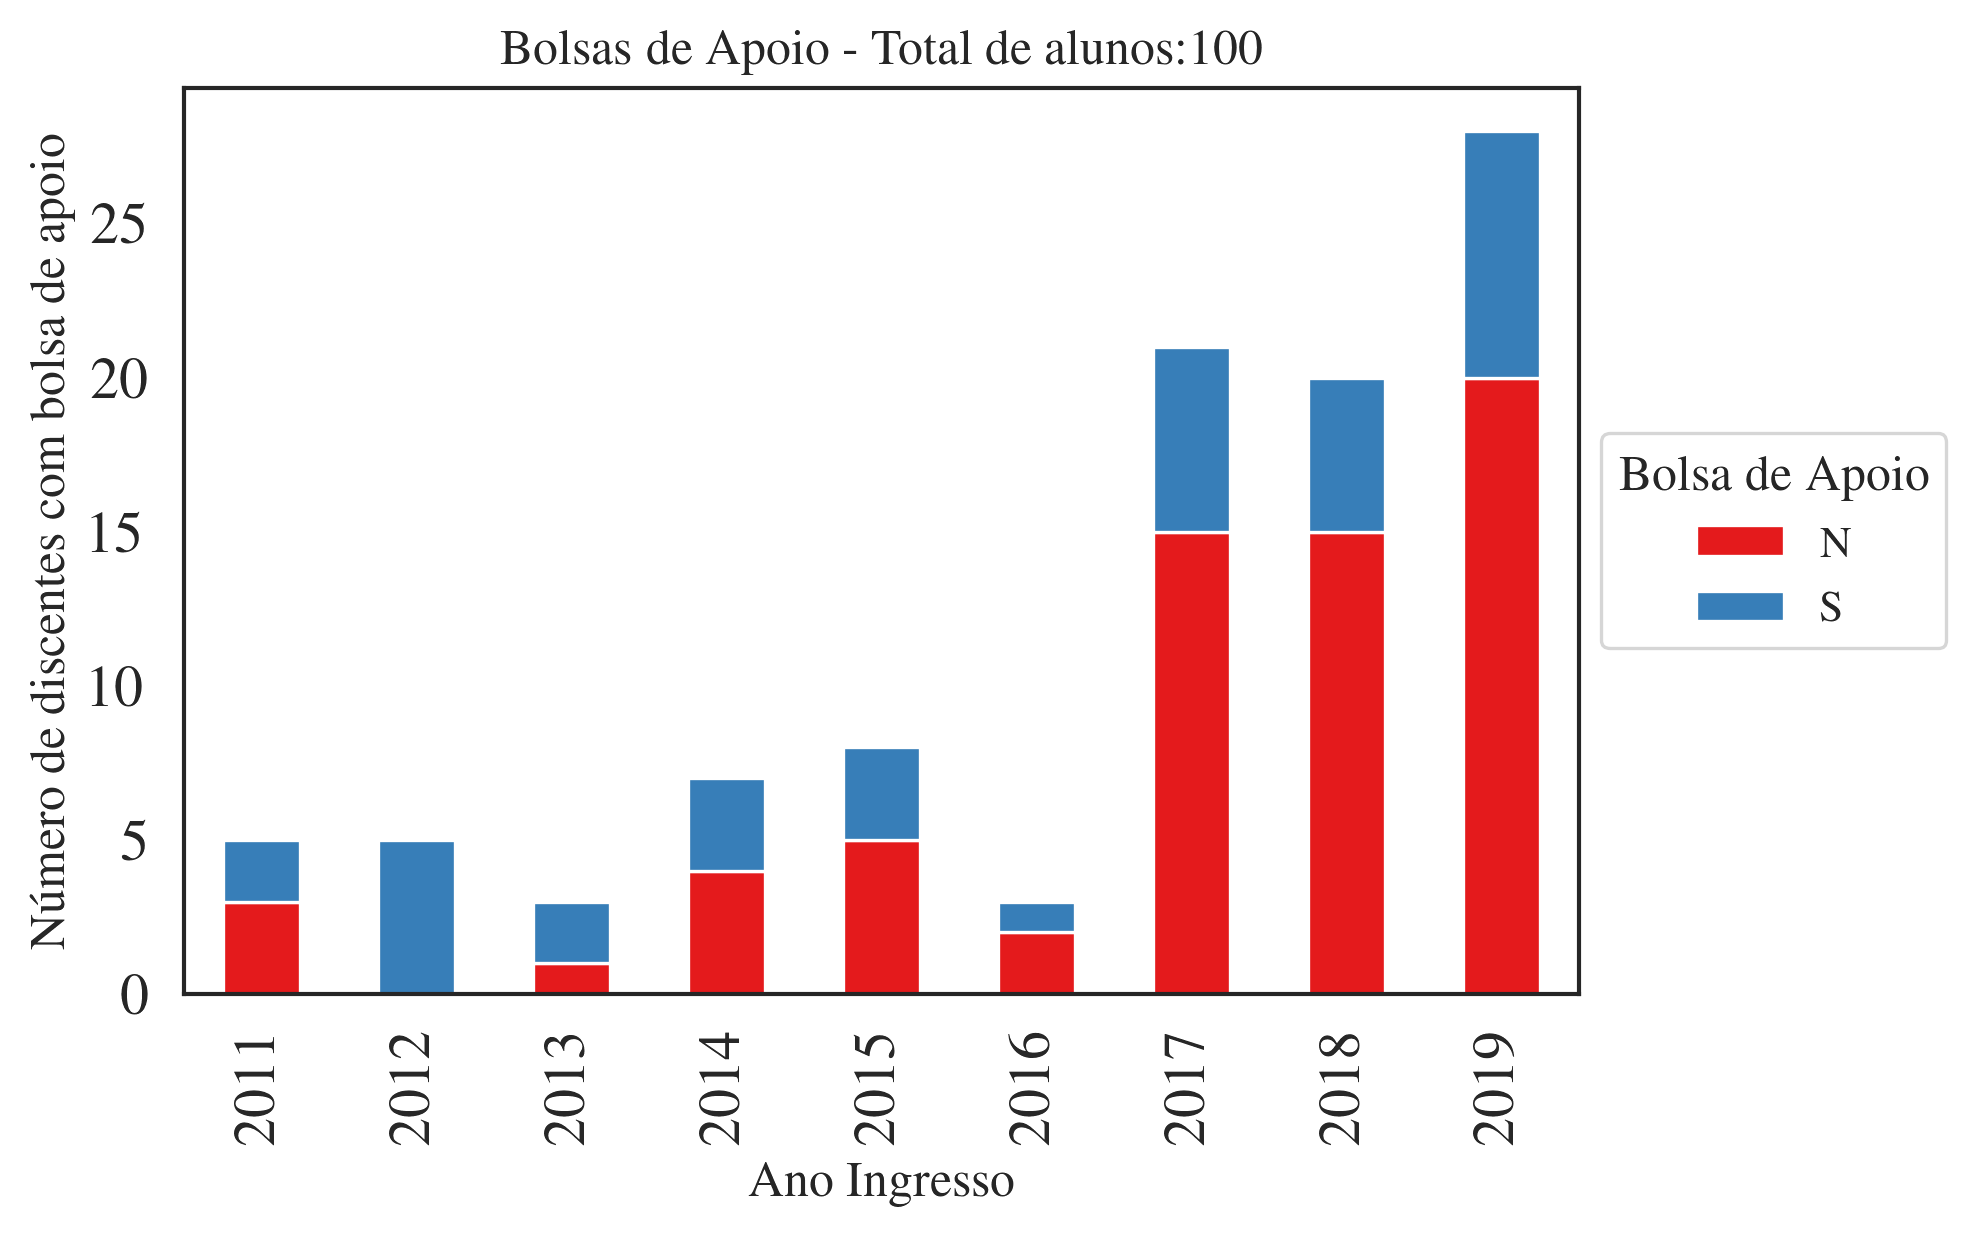 Bolsas de Apoio - Total de alunos:100
Número de discentes com bolsa de apoio
25
20
15
10
5
0
2011
2012
2013
2014
2015
2016
2017
2018
2019
Ano Ingresso
Bolsa de Apoio
N
S